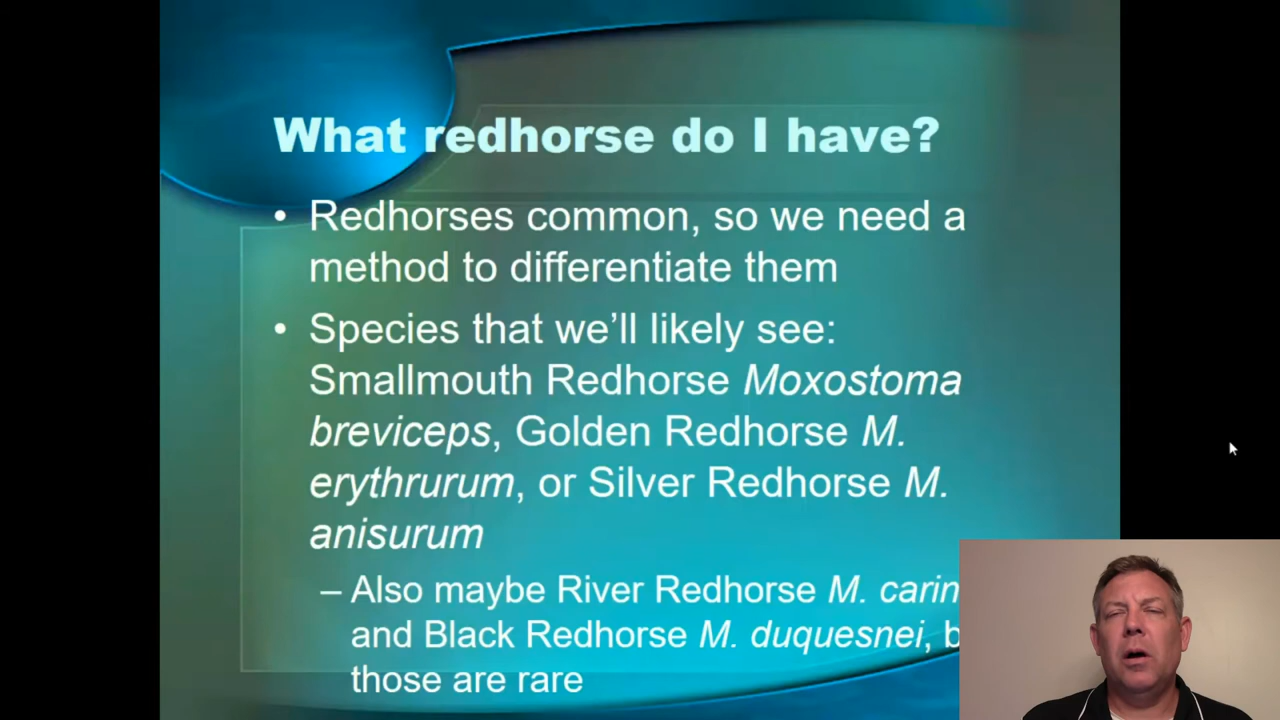 What redhorse do I have?
• Redhorses common, so we need a
method to differentiate them
• Species that we'll likely see:
Smallmouth Redhorse Moxostoma
breviceps, Golden Redhorse M.
erythrurum, or Silver Redhorse M.
anisurum
– Also maybe River Redhorse M.
and Black Redhorse M. duquesnei,
those are rare